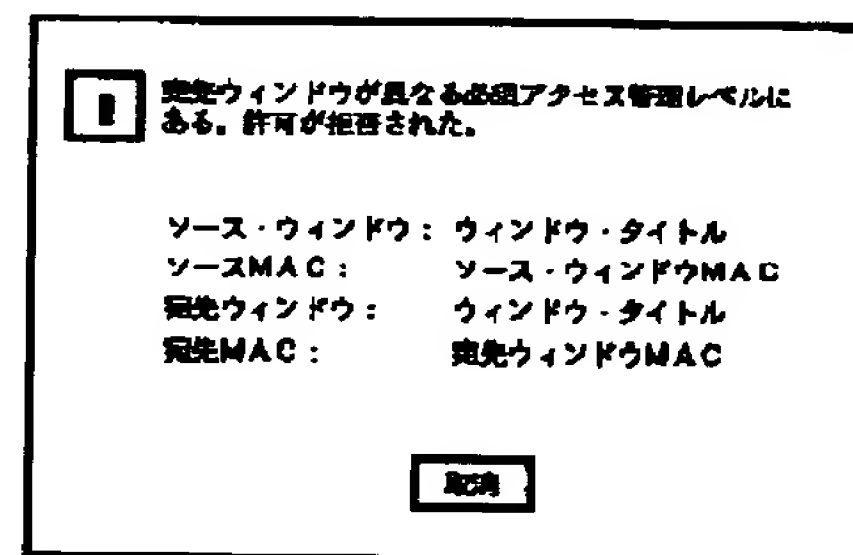 !
宛先ウィンドウが異なる必須アクセス管理レベルに
ある。許可が拒否された。
ソース・ウィンドウ: ウィンドウ・タイトル
ソースMAC: ソース・ウィンドウMAC
宛先ウィンドウ: ウィンドウ・タイトル
宛先MAC: 宛先ウィンドウMAC
取消